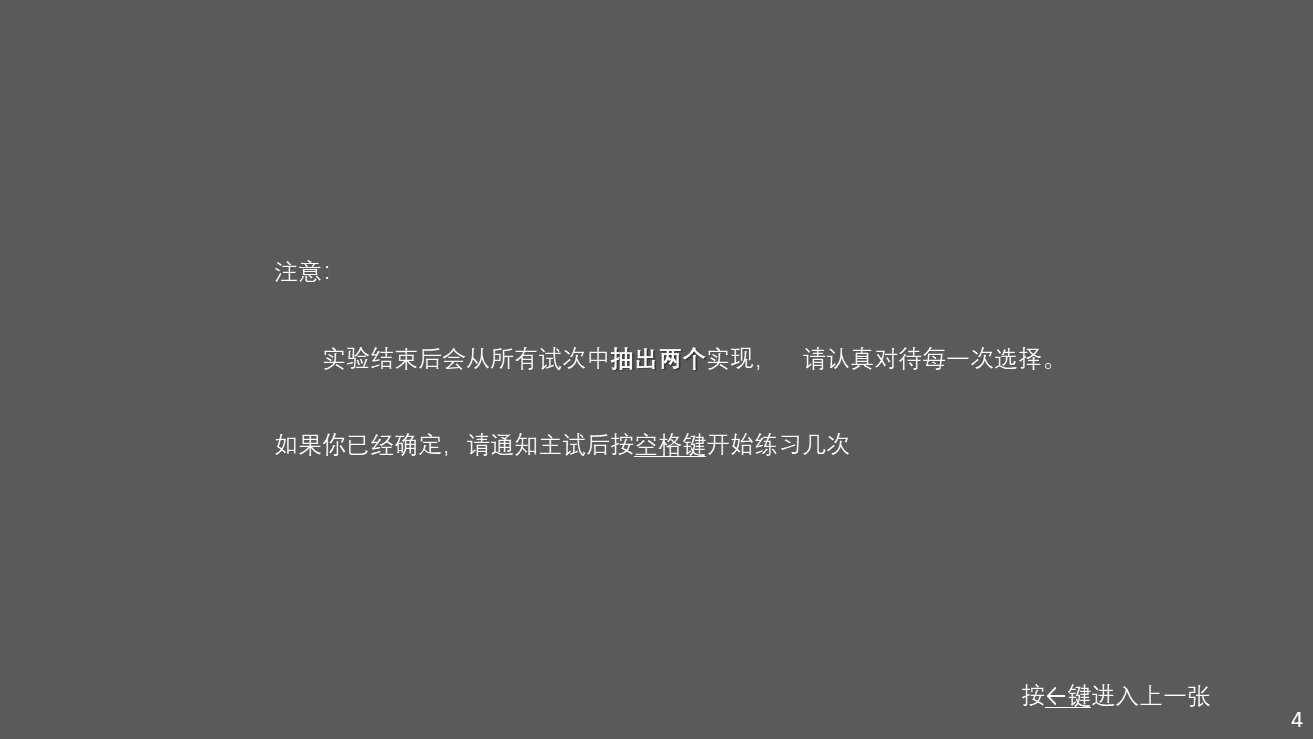 注意：
实验结束后会从所有试次中抽出两个实现， 请认真对待每一次选择。
如果你已经确定，请通知主试后按空格键开始练习几次
按←键进入上一张
4